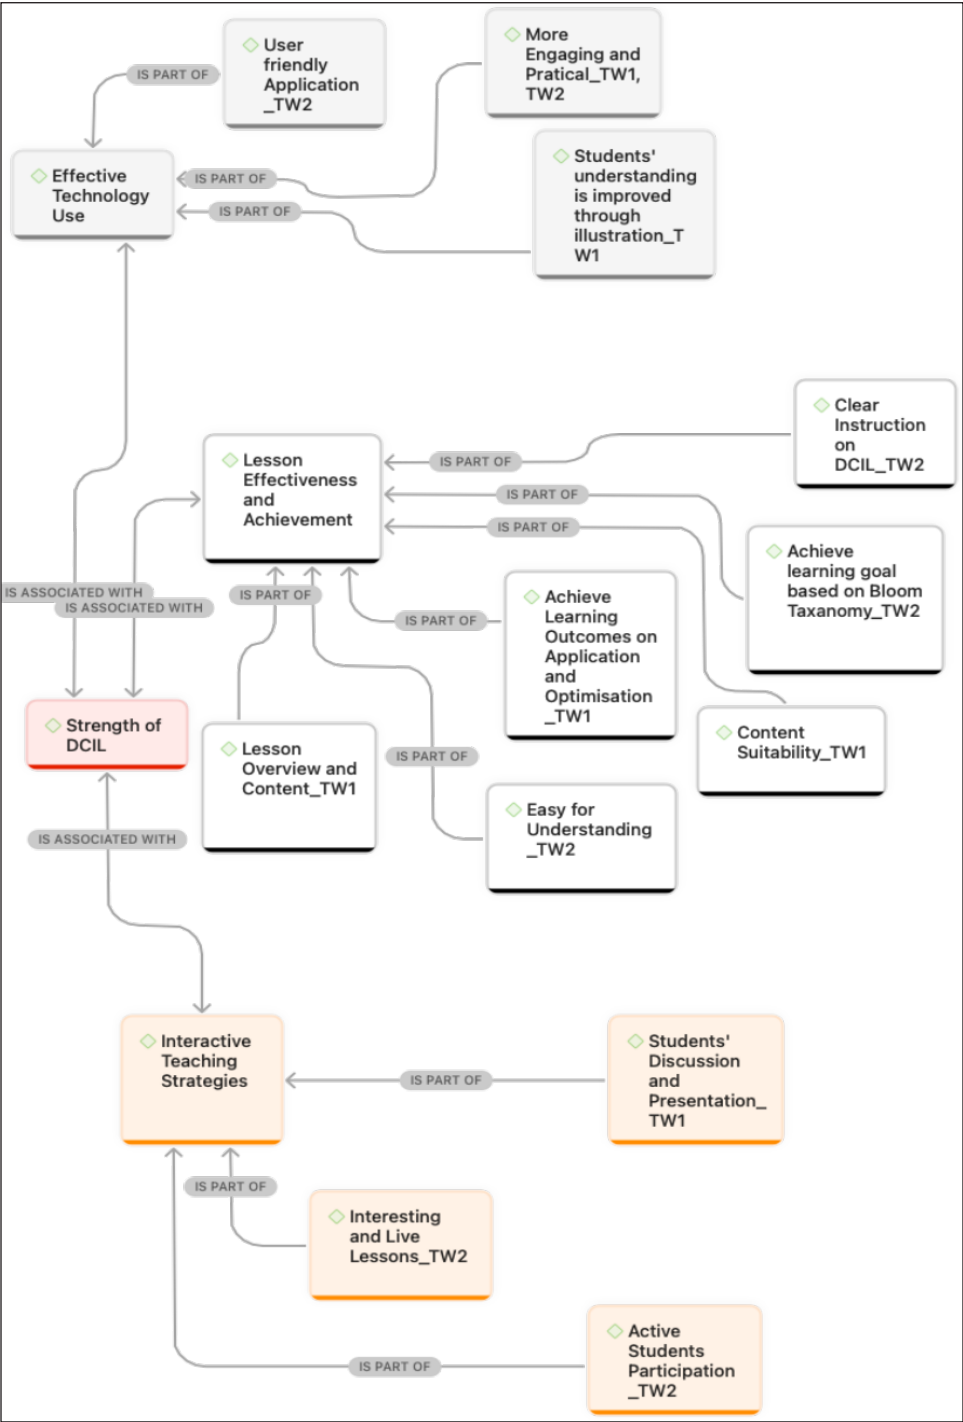 User
friendly
Application
_TW2
More
Engaging and
Pratical_TW1,
TW2
IS PART OF
Students'
understanding
is improved
through
illustration_T
W1
Effective
Technology
Use
IS PART OF
IS PART OF
Clear
Instruction
on
DCIL_TW2
Lesson
Effectiveness
and
Achievement
IS PART OF
IS PART OF
IS PART OF
Achieve
learning goal
based on Bloom
Taxanomy_TW2
IS ASSOCIATED WITH
IS ASSOCIATED WITH
IS PART OF
IS PART OF
Achieve
Learning
Outcomes on
Application
and
Optimisation
_TW1
Strength of
DCIL
Lesson
Overview and
Content_TW1
IS PART OF
Content
Suitability_TW1
Easy for
Understanding
_TW2
IS ASSOCIATED WITH
Interactive
Teaching
Strategies
IS PART OF
Students'
Discussion
and
Presentation_
TW1
IS PART OF
Interesting
and Live
Lessons_TW2
IS PART OF
Active
Students
Participation
_TW2